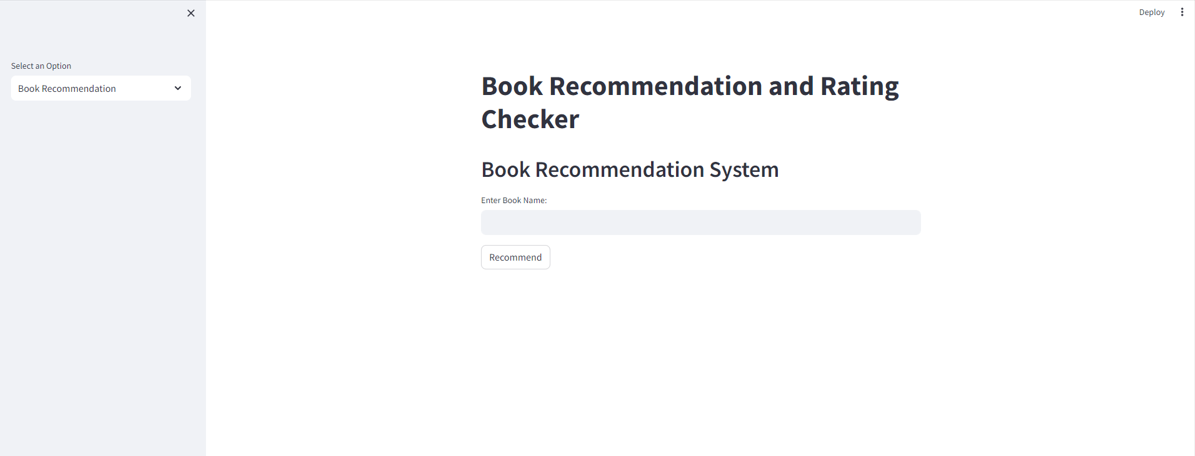 Deploy
Select an Option
Book Recommendation
Book Recommendation and Rating
Checker
Book Recommendation System
Enter Book Name:
Recommend